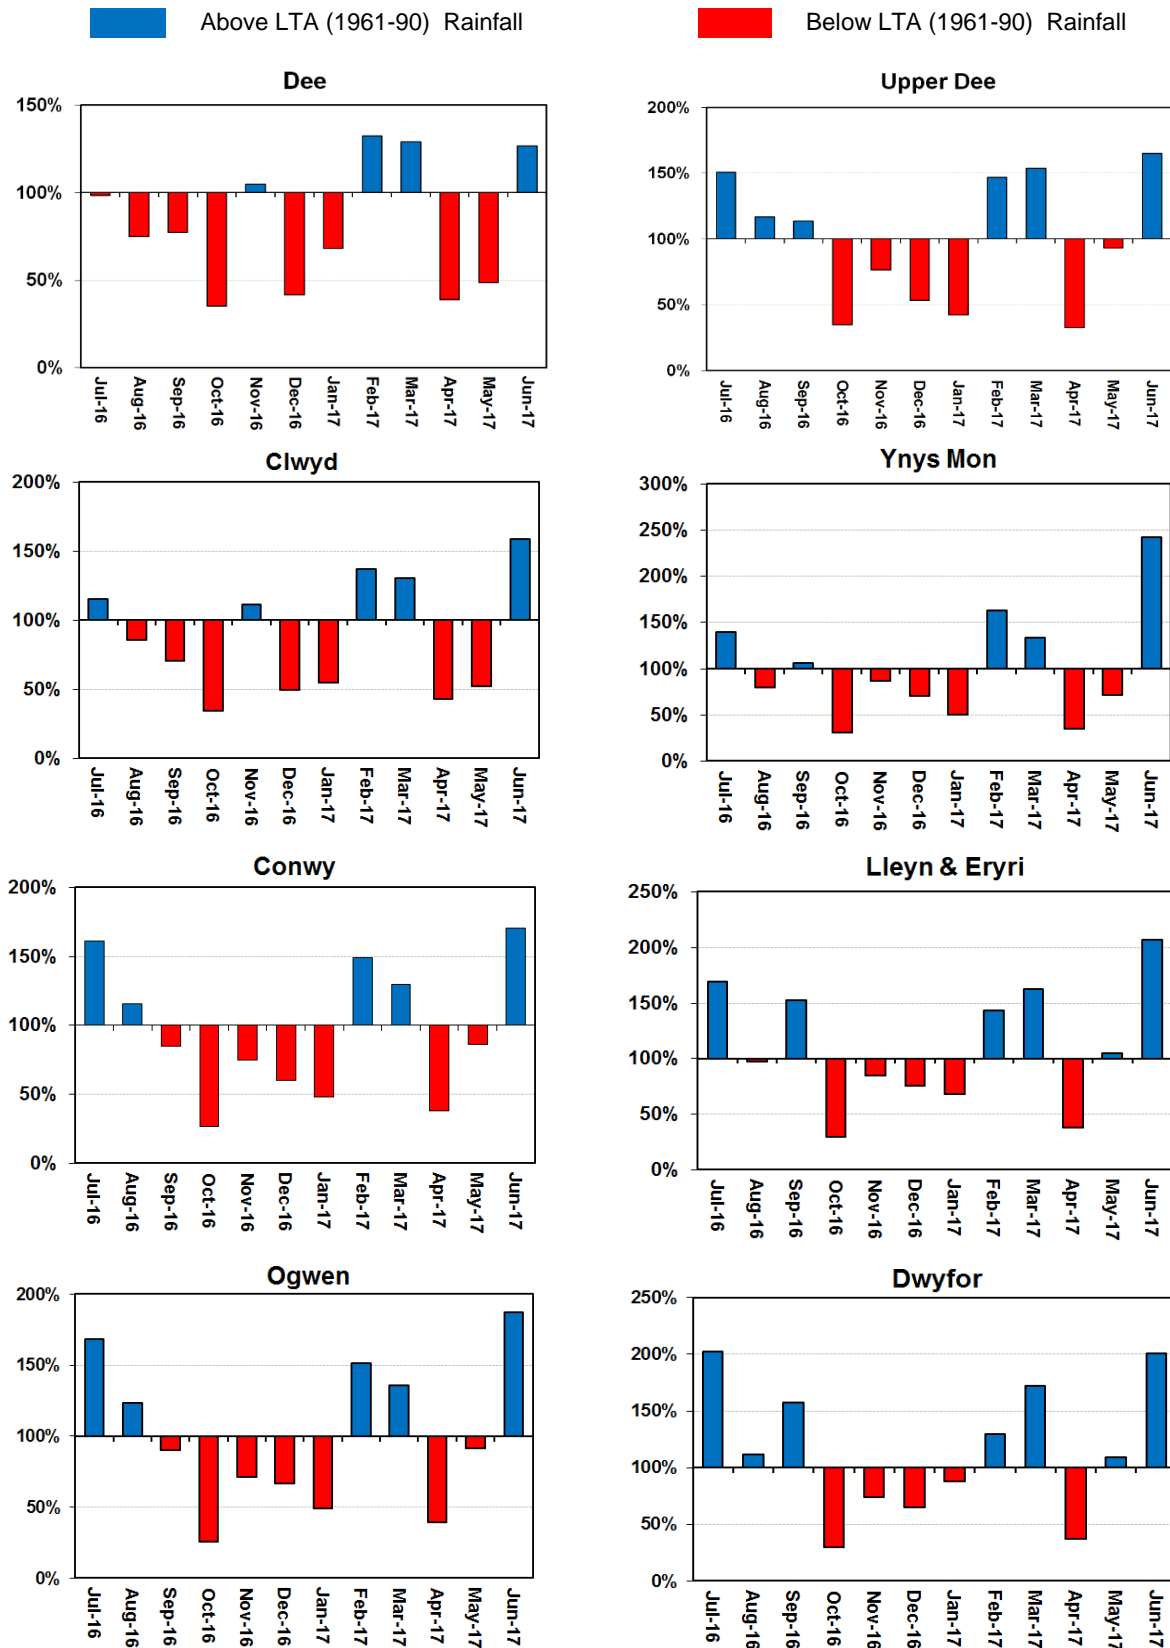 Above LTA (1961-90) Rainfall
Below LTA (1961-90) Rainfall
Dee
150%
100%
50%
0%
Jul-16
Aug-16
Sep-16
Oct-16
Nov-16
Dec-16
Jan-17
Feb-17
Mar-17
Apr-17
May-17
Jun-17
Upper Dee
200%
150%
100%
50%
0%
Jul-16
Aug-16
Sep-16
Oct-16
Nov-16
Dec-16
Jan-17
Feb-17
Mar-17
Apr-17
May-17
Jun-17
Clwyd
200%
150%
100%
50%
0%
Jul-16
Aug-16
Sep-16
Oct-16
Nov-16
Dec-16
Jan-17
Feb-17
Mar-17
Apr-17
May-17
Jun-17
Ynys Mon
300%
250%
200%
150%
100%
50%
0%
Jul-16
Aug-16
Sep-16
Oct-16
Nov-16
Dec-16
Jan-17
Feb-17
Mar-17
Apr-17
May-17
Jun-17
Conwy
200%
150%
100%
50%
0%
Jul-16
Aug-16
Sep-16
Oct-16
Nov-16
Dec-16
Jan-17
Feb-17
Mar-17
Apr-17
May-17
Jun-17
Lleyn & Eryri
250%
200%
150%
100%
50%
0%
Jul-16
Aug-16
Sep-16
Oct-16
Nov-16
Dec-16
Jan-17
Feb-17
Mar-17
Apr-17
May-17
Jun-17
Ogwen
200%
150%
100%
50%
0%
Jul-16
Aug-16
Sep-16
Oct-16
Nov-16
Dec-16
Jan-17
Feb-17
Mar-17
Apr-17
May-17
Jun-17
Dwyfor
250%
200%
150%
100%
50%
0%
Jul-16
Aug-16
Sep-16
Oct-16
Nov-16
Dec-16
Jan-17
Feb-17
Mar-17
Apr-17
May-17
Jun-17